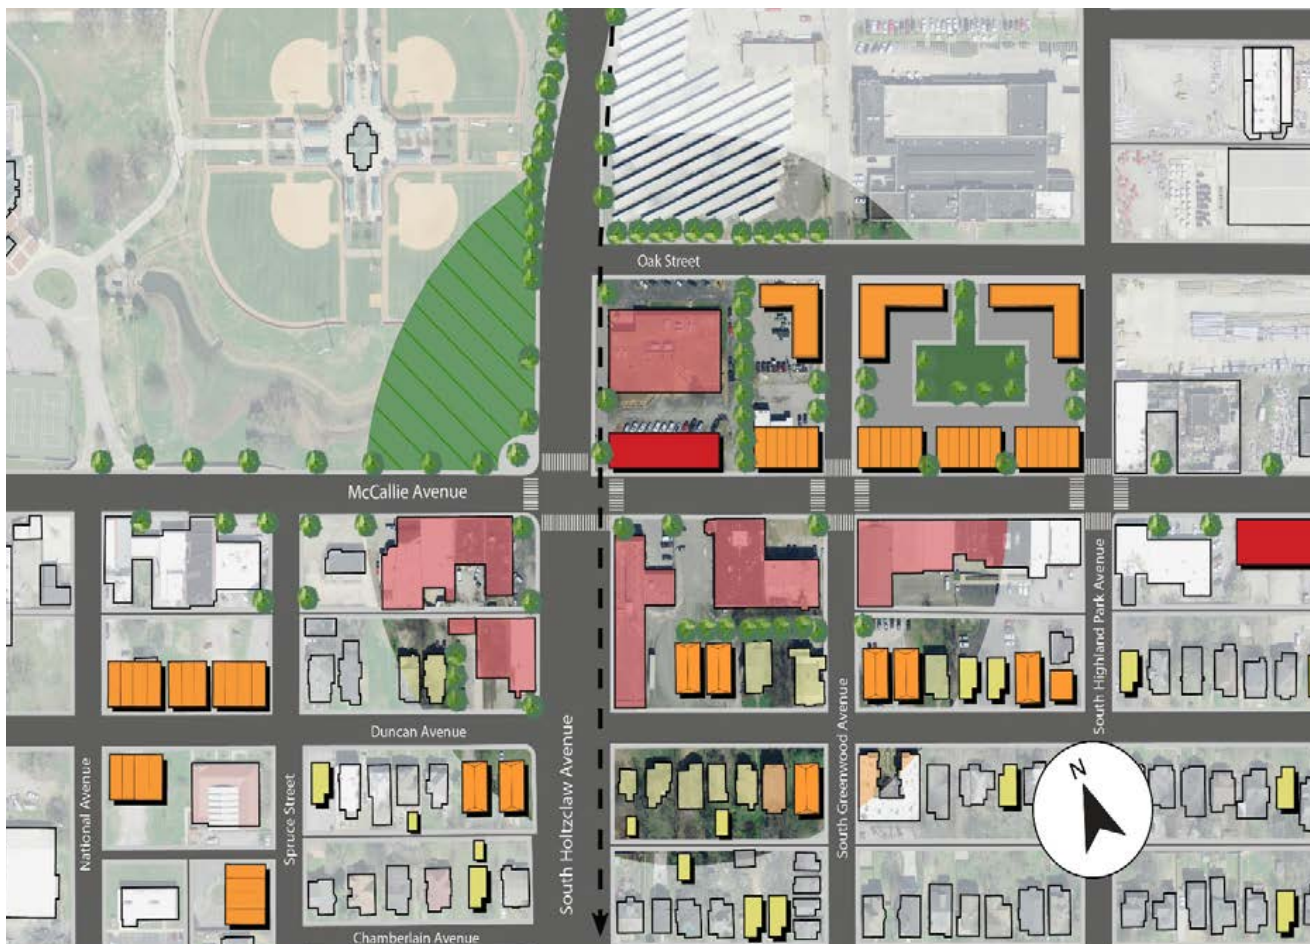 Oak Street
McCallie Avenue
South Highland Park Avenue
Duncan Avenue
N
National Avenue
Spruce Street
South Holtzclaw Avenue
South Greenwood Avenue
Chamberlain Avenue